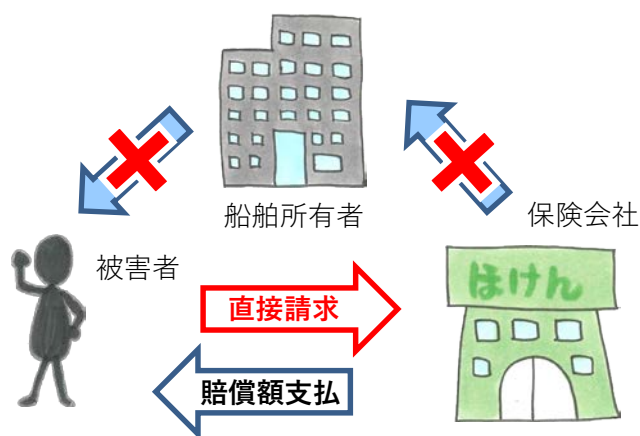 船舶所有者
保険会社
被害者
ほけん
直接請求
賠償額支払